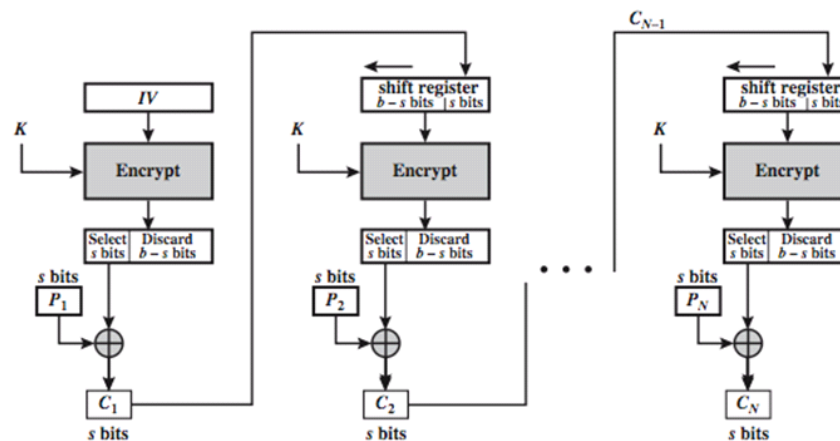 C_{N-1}
IV
K
Encrypt
Select Discard
s bits b – s bits
s bits
P_1
C_1
s bits
shift register
b – s bits | s bits
K
Encrypt
Select Discard
s bits b – s bits
s bits
P_2
C_2
s bits
• • •
shift register
b – s bits | s bits
K
Encrypt
Select Discard
s bits b – s bits
s bits
P_N
C_N
s bits